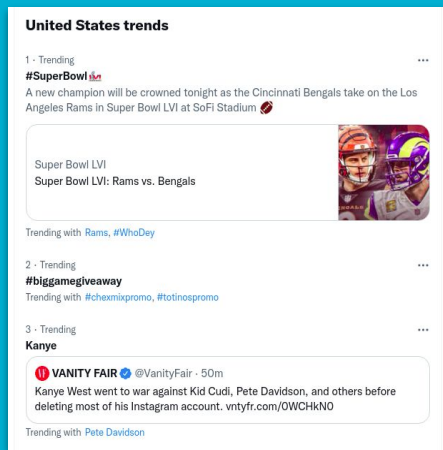 United States trends
1 · Trending
#SuperBowl
A new champion will be crowned tonight as the Cincinnati Bengals take on the Los
Angeles Rams in Super Bowl LVI at SoFi Stadium 🏈
Super Bowl LVI
Super Bowl LVI: Rams vs. Bengals
Trending with Rams, #WhoDey
2 · Trending
#biggamegiveaway
Trending with #chexmixpromo, #totinospromo
3 · Trending
Kanye
VANITY FAIR @VanityFair · 50m
Kanye West went to war against Kid Cudi, Pete Davidson, and others before
deleting most of his Instagram account. vntyfr.com/0WCHkN0
Trending with Pete Davidson